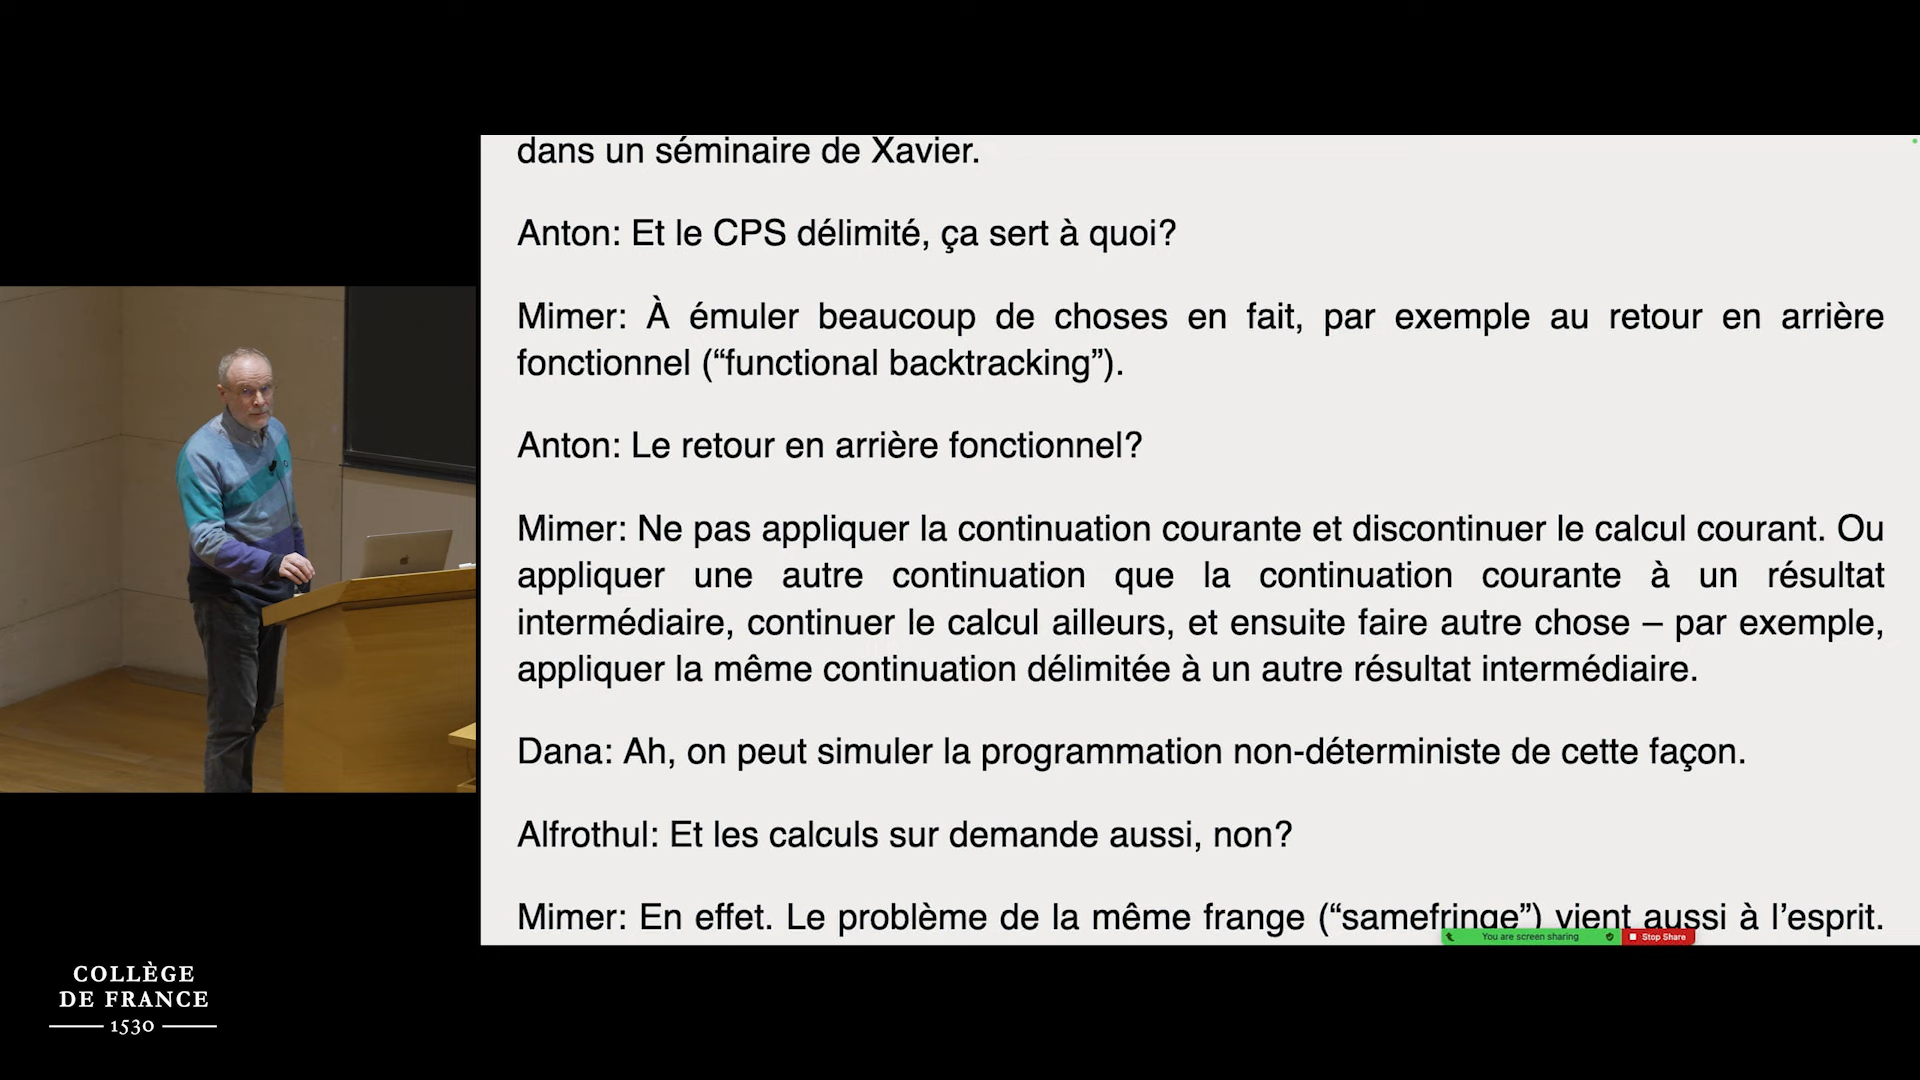 dans un séminaire de Xavier.
Anton: Et le CPS délimité, ça sert à quoi?
Mimer: À émuler beaucoup de choses en fait, par exemple au retour en arrière
fonctionnel (“functional backtracking”).
Anton: Le retour en arrière fonctionnel?
Mimer: Ne pas appliquer la continuation courante et discontinuer le calcul courant. Ou
appliquer une autre continuation que la continuation courante à un résultat
intermédiaire, continuer le calcul ailleurs, et ensuite faire autre chose – par exemple,
appliquer la même continuation délimitée à un autre résultat intermédiaire.
Dana: Ah, on peut simuler la programmation non-déterministe de cette façon.
Alfrothul: Et les calculs sur demande aussi, non?
Mimer: En effet. Le problème de la même frange (“samefringe”) vient aussi à l’esprit.
You are screen sharing
Stop Share
COLLÈGE
DE FRANCE
1530